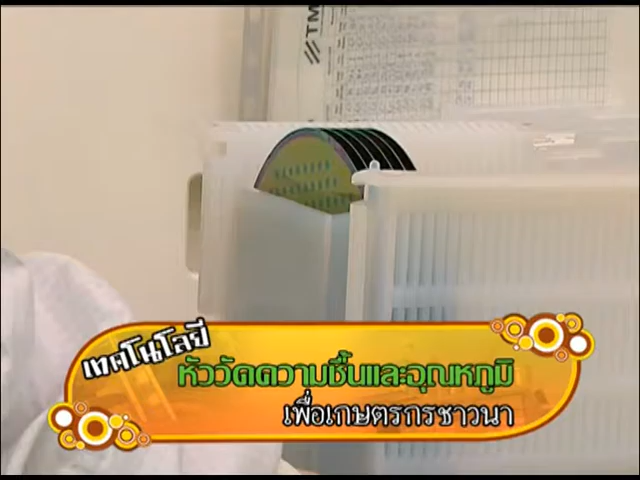 TM
เทคโนโลยี
หัววัดความชื้นและอุณหภูมิ
เพื่อเกษตรกรชาวนา